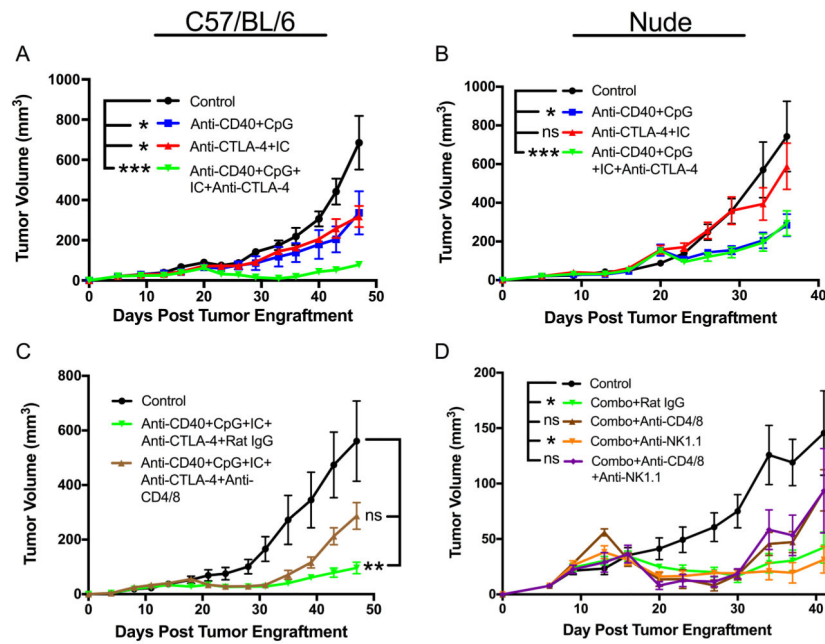 C57/BL/6
Nude
A
Tumor Volume (mm³)
1000
800
600
400
200
0
Control
* Anti-CD40+CpG
* Anti-CTLA-4+IC
*** Anti-CD40+CpG+
IC+Anti-CTLA-4
0 10 20 30 40 50
Days Post Tumor Engraftment
B
Tumor Volume (mm³)
1000
800
600
400
200
0
Control
* Anti-CD40+CpG
ns Anti-CTLA-4+IC
*** Anti-CD40+CpG
+IC+Anti-CTLA-4
0 10 20 30 40
Days Post Tumor Engraftment
C
Tumor Volume (mm³)
800
600
400
200
0
Control
Anti-CD40+CpG+IC+
Anti-CTLA-4+Rat IgG
Anti-CD40+CpG+IC+
Anti-CTLA-4+Anti-
CD4/8
ns
**
0 10 20 30 40 50
Days Post Tumor Engraftment
D
Tumor Volume (mm³)
200
150
100
50
0
Control
* Combo+Rat IgG
ns Combo+Anti-CD4/8
* Combo+Anti-NK1.1
ns Combo+Anti-CD4/8
+Anti-NK1.1
0 10 20 30 40
Days Post Tumor Engraftment